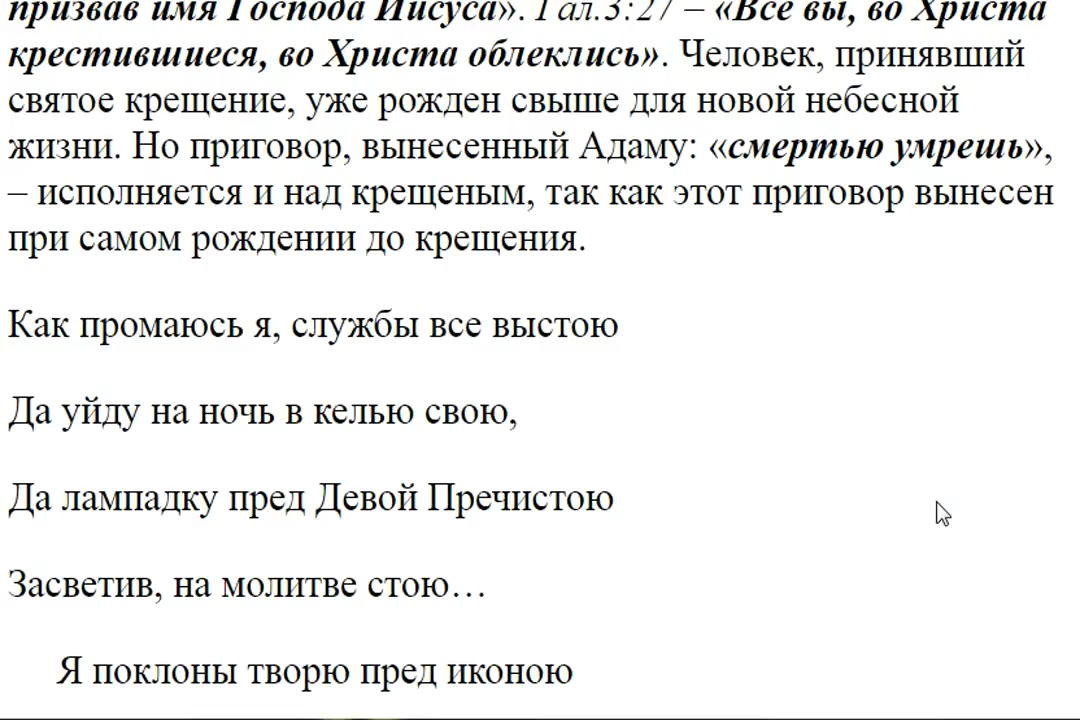 призвав имя Господа Иисуса». Гал.3:27 – «Все вы, во Христа
крестившиеся, во Христа облеклись». Человек, принявший
святое крещение, уже рожден свыше для новой небесной
жизни. Но приговор, вынесенный Адаму: «смертью умрешь»,
– исполняется и над крещеным, так как этот приговор вынесен
при самом рождении до крещения.
Как промаюсь я, службы все выстою
Да уйду на ночь в келью свою,
Да лампадку пред Девой Пречистою
Засветив, на молитве стою…
Я поклоны творю пред иконою